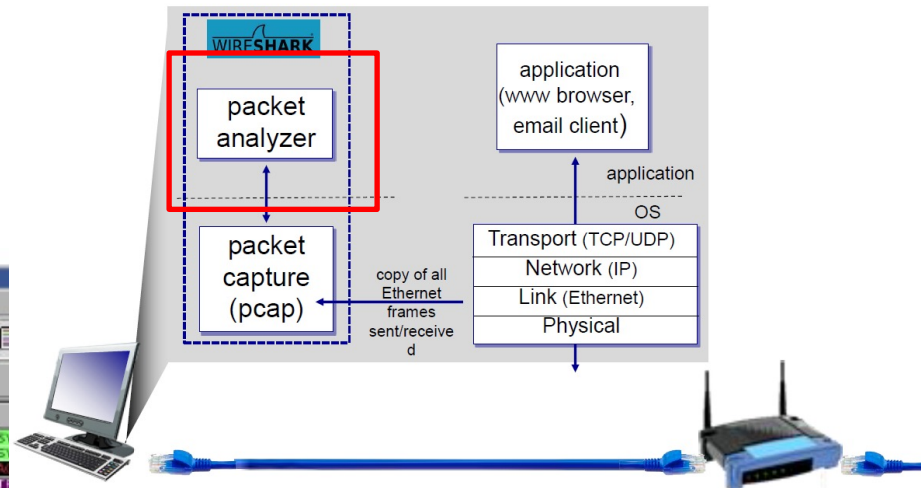 WIRESHARK
packet
analyzer
packet
capture
(pcap)
copy of all
Ethernet
frames
sent/receive
d
application
(www browser,
email client)
application
OS
Transport (TCP/UDP)
Network (IP)
Link (Ethernet)
Physical